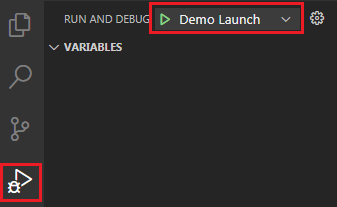 RUN AND DEBUG
Demo Launch
VARIABLES